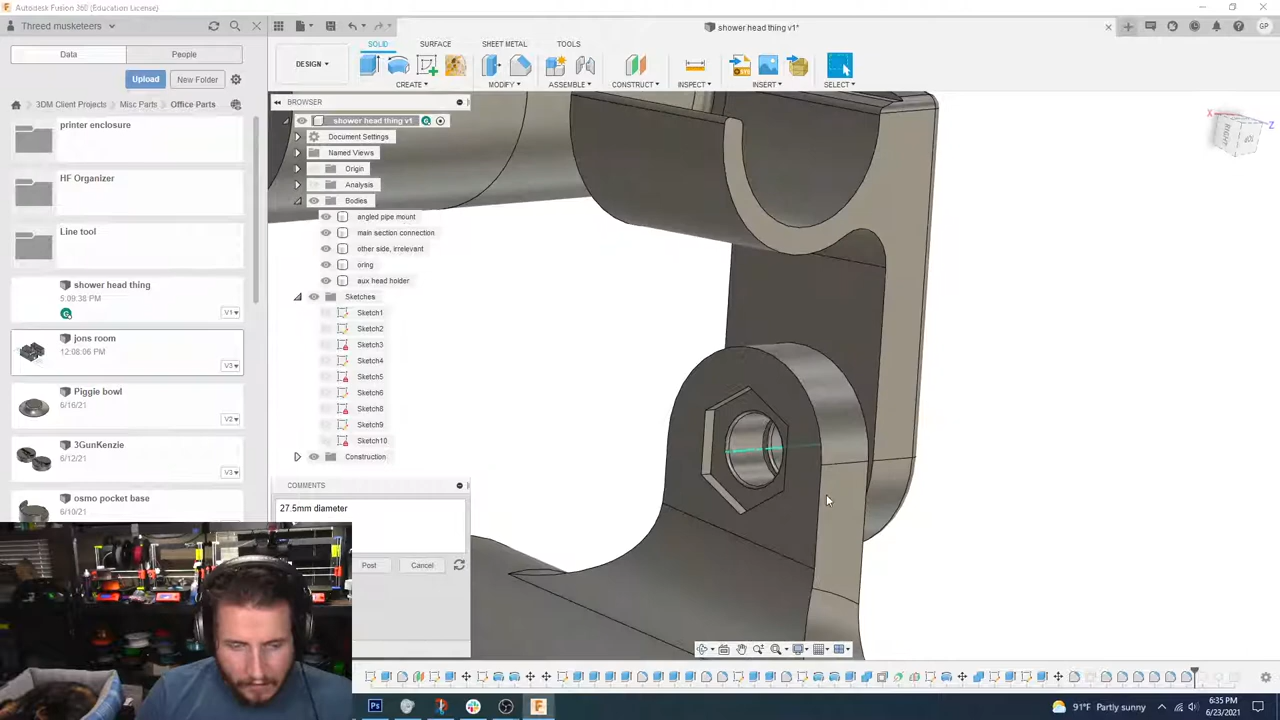 Autodesk Fusion 360 (Education License)
Threed musketeers
shower head thing v1*
GP
Data
People
Upload
New Folder
3DM Client Projects
Misc Parts
Office Parts
printer enclosure
HF Organizer
Line tool
shower head thing
5:09:38 PM
V1
jons room
12:08:06 PM
V3
Piggie bowl
6/16/21
V2
3GunKenzie
6/12/21
V3
osmo pocket base
6/10/21
SOLID
SURFACE
SHEET METAL
TOOLS
DESIGN
CREATE
MODIFY
ASSEMBLE
CONSTRUCT
INSPECT
INSERT
SELECT
BROWSER
shower head thing v1
Document Settings
Named Views
Origin
Analysis
Bodies
angled pipe mount
main section connection
other side, irrelevant
oring
aux head holder
Sketches
Sketch1
Sketch2
Sketch3
Sketch4
Sketch5
Sketch6
Sketch8
Sketch9
Sketch10
Construction
COMMENTS
27.5mm diameter
Post
Cancel
X
Z
91°F Partly sunny
6:35 PM
6/23/2021